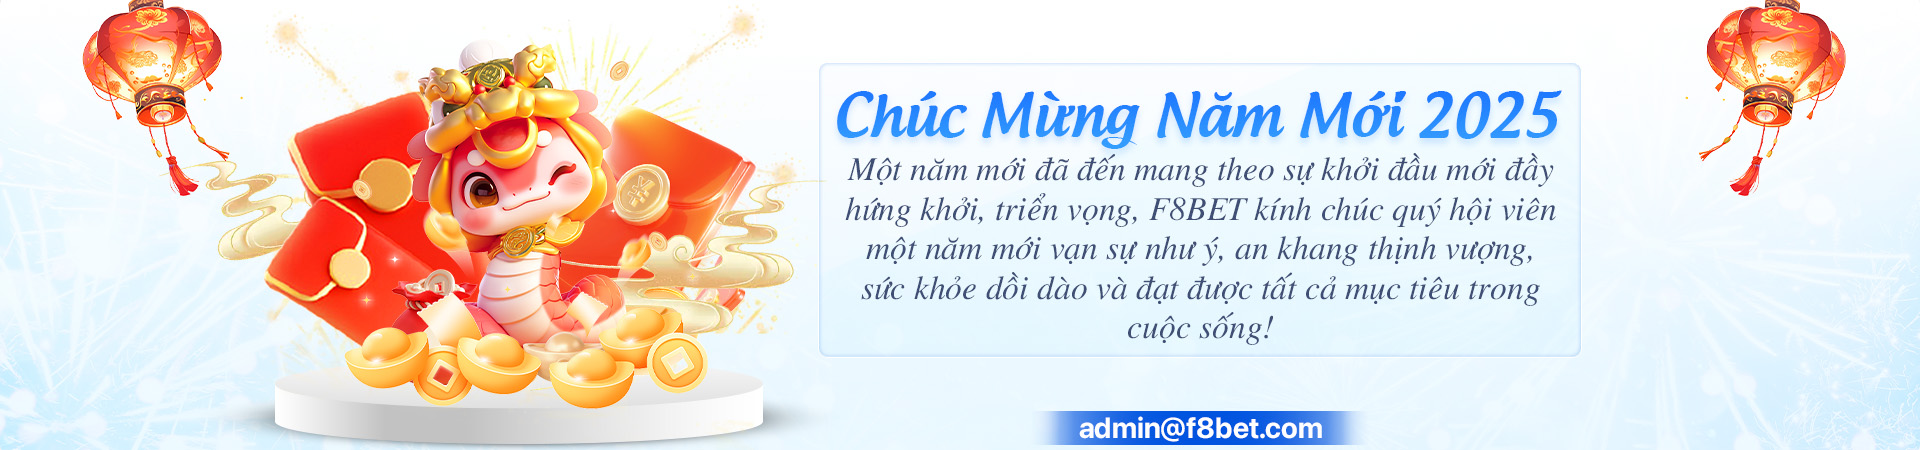 Chúc Mừng Năm Mới 2025
Một năm mới đã đến mang theo sự khởi đầu mới đầy
hứng khởi, triển vọng, F8BET kính chúc quý hội viên
một năm mới vạn sự như ý, an khang thịnh vượng,
sức khỏe dồi dào và đạt được tất cả mục tiêu trong
cuộc sống!
admin@f8bet.com